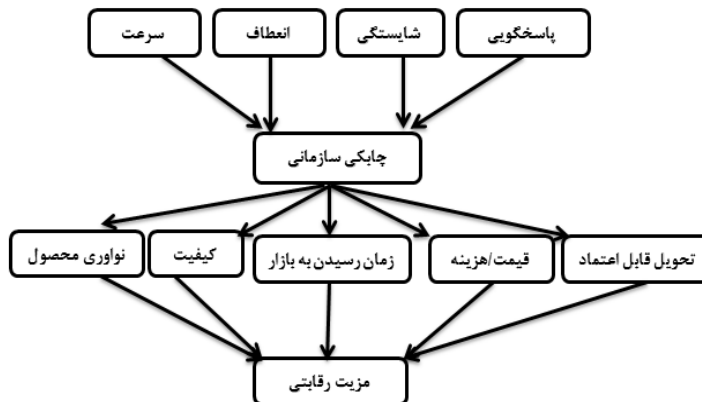 پاسخگویی
شایستگی
انعطاف
سرعت
چابکی سازمانی
تحویل قابل اعتماد
قیمت/هزینه
زمان رسیدن به بازار
کیفیت
نواوری محصول
مزیت رقابتی